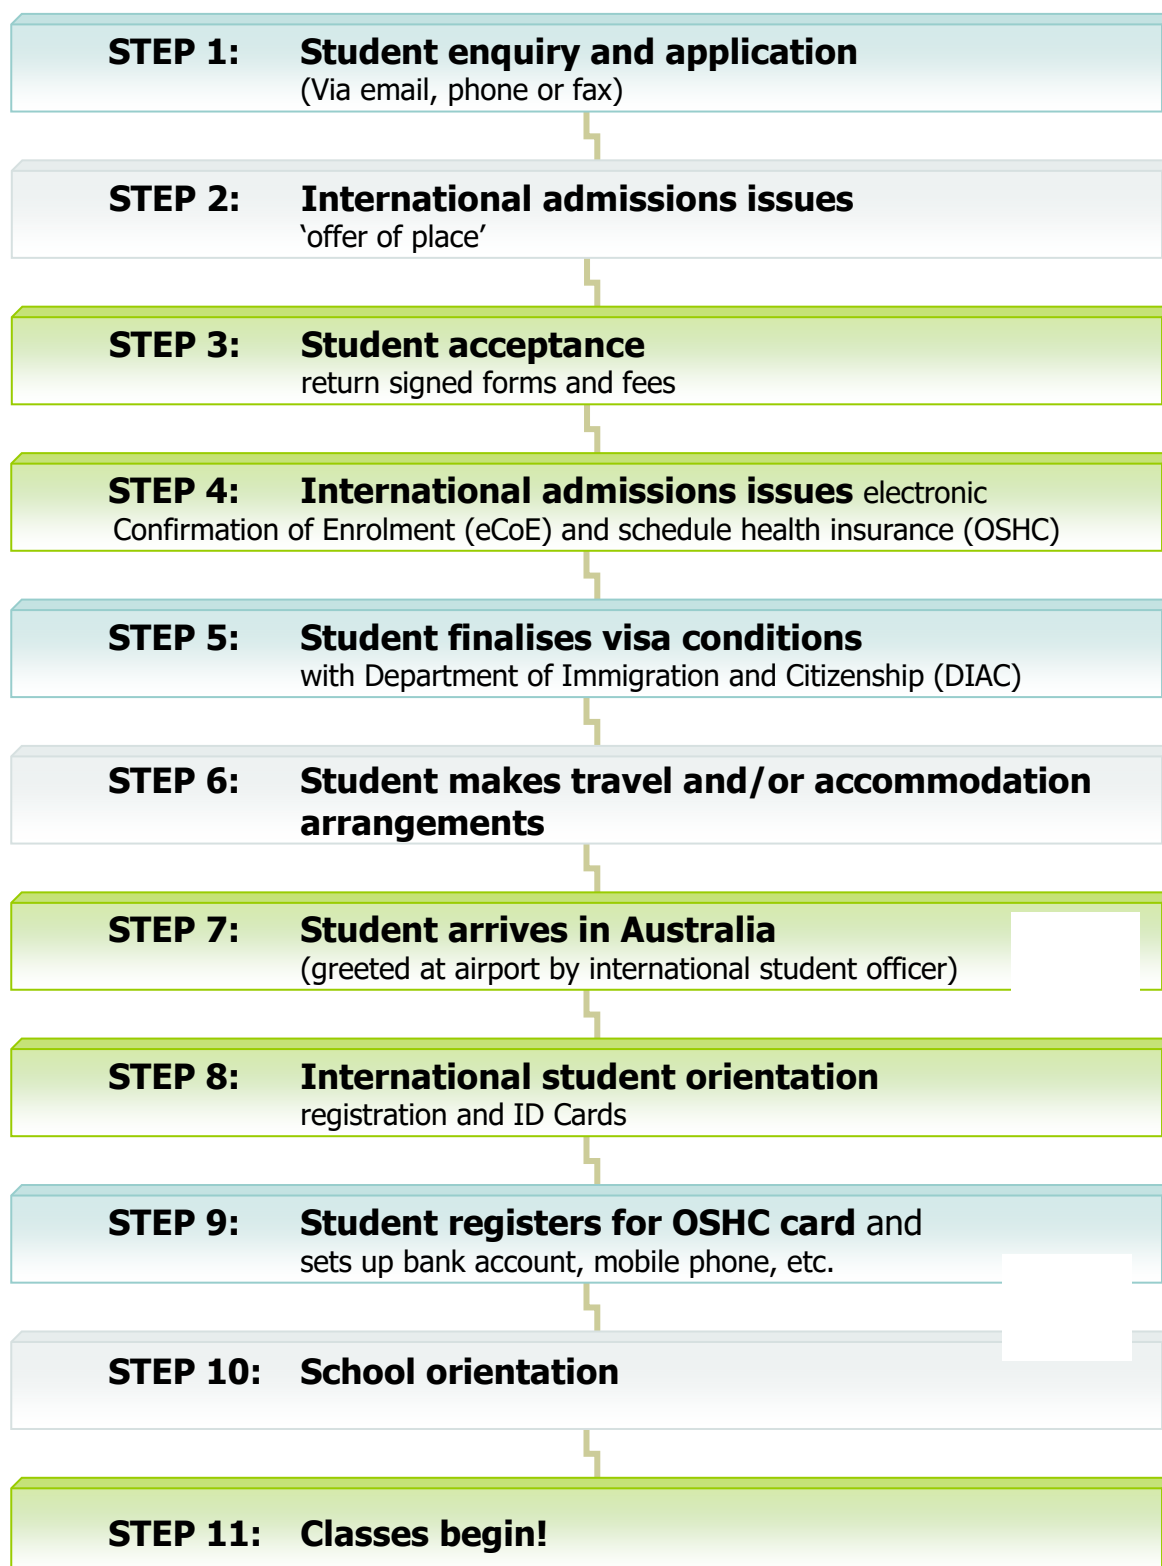 STEP 1: Student enquiry and application
(Via email, phone or fax)
STEP 2: International admissions issues
‘offer of place’
STEP 3: Student acceptance
return signed forms and fees
STEP 4: International admissions issues electronic
Confirmation of Enrolment (eCoE) and schedule health insurance (OSHC)
STEP 5: Student finalises visa conditions
with Department of Immigration and Citizenship (DIAC)
STEP 6: Student makes travel and/or accommodation
arrangements
STEP 7: Student arrives in Australia
(greeted at airport by international student officer)
STEP 8: International student orientation
registration and ID Cards
STEP 9: Student registers for OSHC card and
sets up bank account, mobile phone, etc.
STEP 10: School orientation
STEP 11: Classes begin!